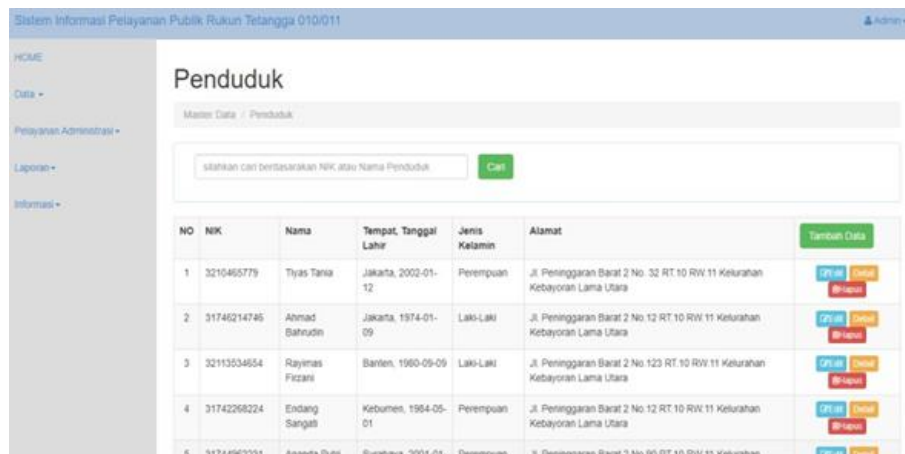 Sistem Informasi Pelayanan Publik Rukun Tetangga 010/011
Admin
HOME
Data
Pelayanan Administrasi
Laporan
Informasi
Penduduk
Master Data / Penduduk
silahkan cari berdasarakan NIK atau Nama Penduduk
Cari
NO NIK Nama Tempat, Tanggal Lahir Jenis Kelamin Alamat Tambah Data
1 3210465779 Tiyas Tania Jakarta, 2002-01-12 Perempuan Jl. Peninggaran Barat 2 No. 32 RT.10 RW.11 Kelurahan Kebayoran Lama Utara Edit Detail Hapus
2 31746214746 Ahmad Bahrudin Jakarta, 1974-01-09 Laki-Laki Jl. Peninggaran Barat 2 No.12 RT.10 RW.11 Kelurahan Kebayoran Lama Utara Edit Detail Hapus
3 32113534654 Rayimas Firzani Banten, 1960-09-09 Laki-Laki Jl. Peninggaran Barat 2 No.123 RT.10 RW.11 Kelurahan Kebayoran Lama Utara Edit Detail Hapus
4 31742268224 Endang Sangati Kebumen, 1984-05-01 Perempuan Jl. Peninggaran Barat 2 No.12 RT.10 RW.11 Kelurahan Kebayoran Lama Utara Edit Detail Hapus